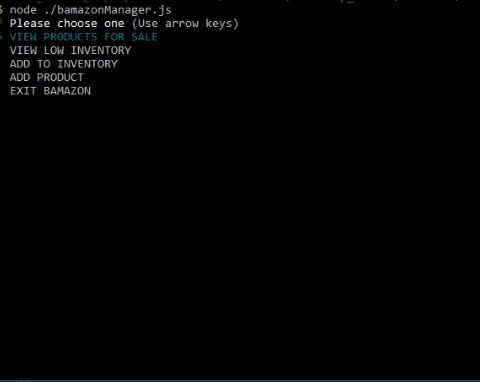 $ node ./bamazonManager.js
? Please choose one (Use arrow keys)
> VIEW PRODUCTS FOR SALE
VIEW LOW INVENTORY
ADD TO INVENTORY
ADD PRODUCT
EXIT BAMAZON